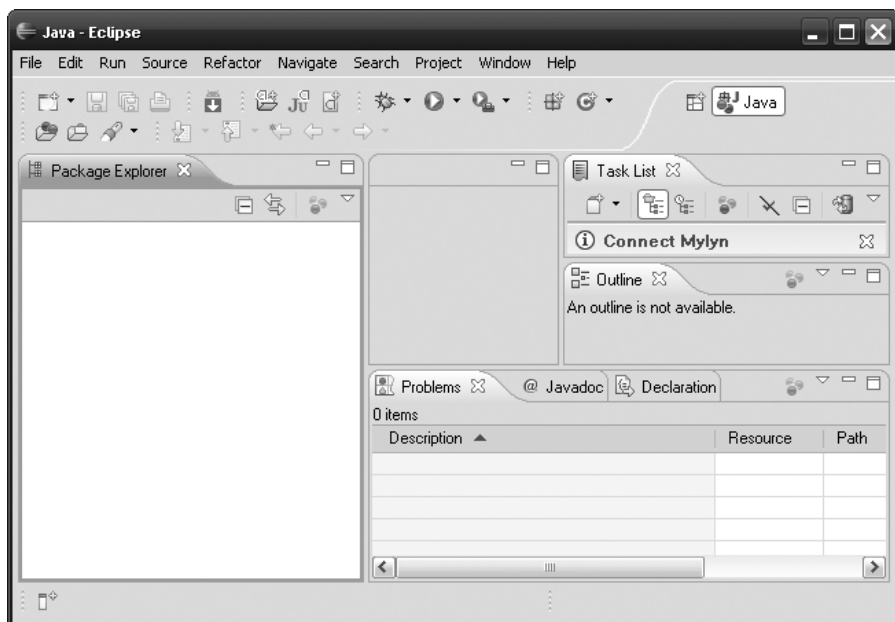 Java - Eclipse
File Edit Run Source Refactor Navigate Search Project Window Help
Java
Package Explorer
Task List
Connect Mylyn
Outline
An outline is not available.
Problems @ Javadoc Declaration
0 items
Description Resource Path